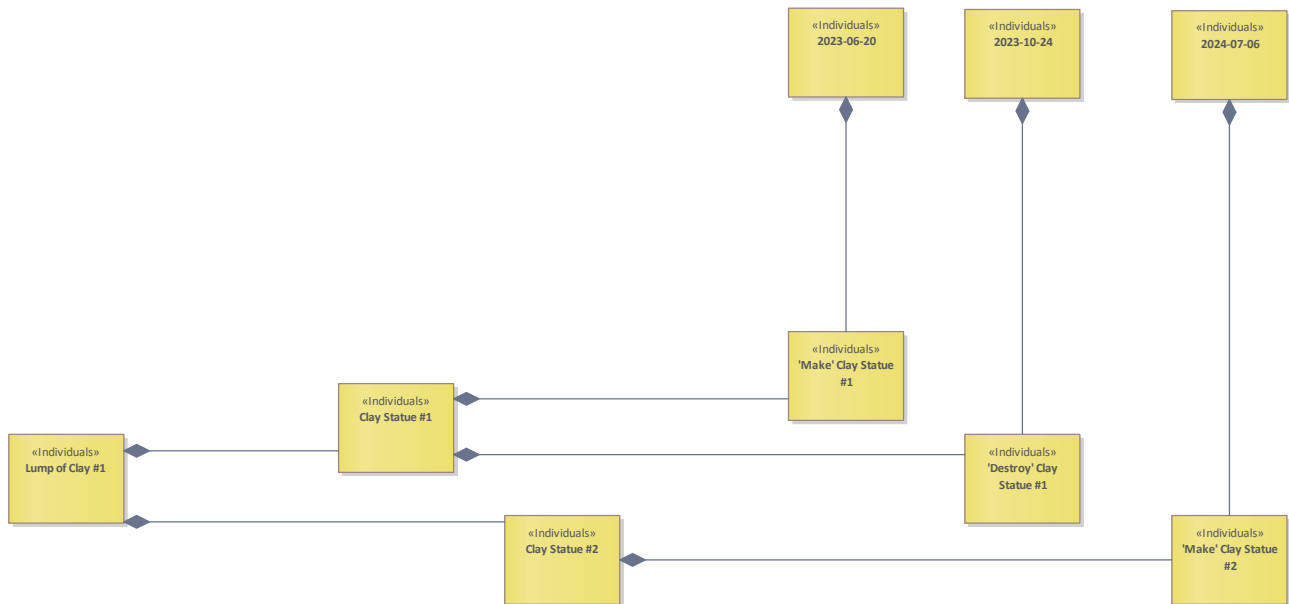 «Individuals»
2023-06-20
«Individuals»
2023-10-24
«Individuals»
2024-07-06
«Individuals»
'Make' Clay Statue
#1
«Individuals»
Clay Statue #1
«Individuals»
Lump of Clay #1
«Individuals»
'Destroy' Clay
Statue #1
«Individuals»
Clay Statue #2
«Individuals»
'Make' Clay Statue
#2